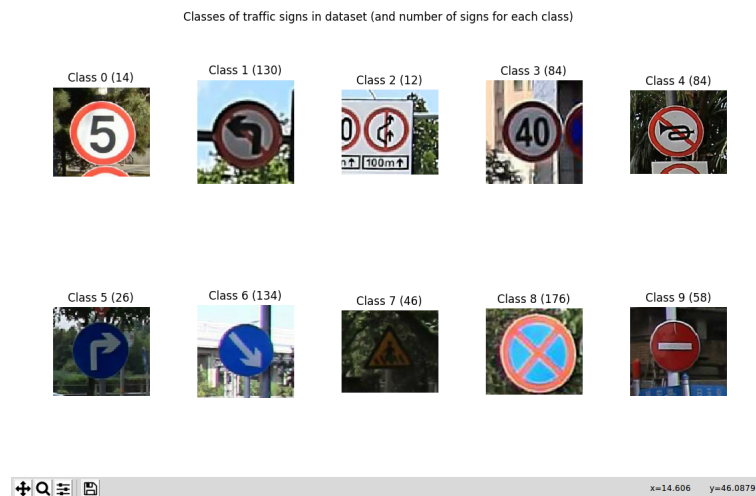 Classes of traffic signs in dataset (and number of signs for each class)
Class 0 (14)
Class 1 (130)
Class 2 (12)
Class 3 (84)
Class 4 (84)
5
0
m↑
100m↑
40
Class 5 (26)
Class 6 (134)
Class 7 (46)
Class 8 (176)
Class 9 (58)
x=14.606 y=46.0879